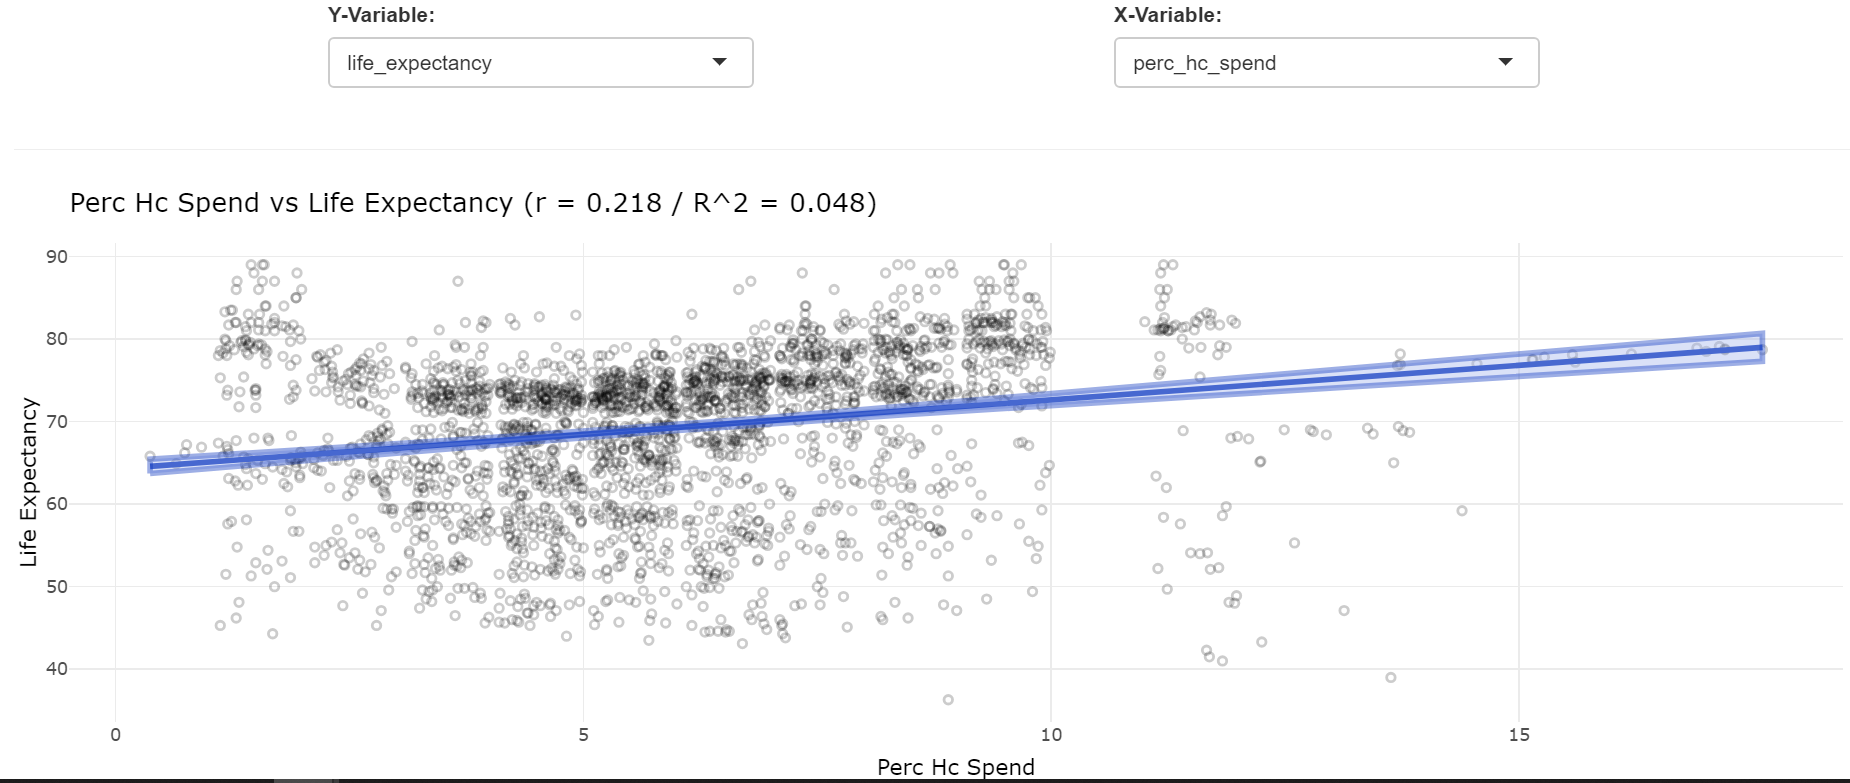 Y-Variable:
X-Variable:
life_expectancy
perc_hc_spend
Perc Hc Spend vs Life Expectancy (r = 0.218 / R^2 = 0.048)
90
80
70
60
50
40
Life Expectancy
0
5
10
15
Perc Hc Spend